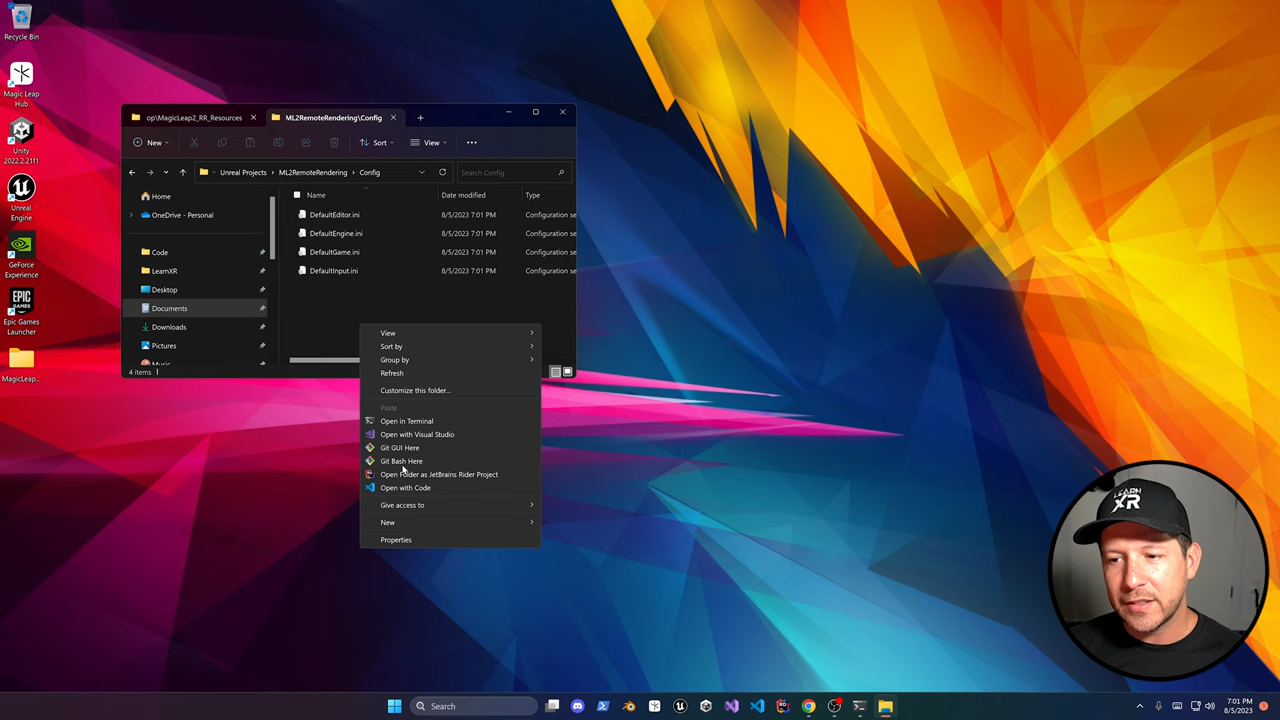 Recycle Bin
Magic Leap
Hub
Unity
2022.2.21f1
Unreal
Engine
GeForce
Experience
EPIC
GAMES
Epic Games
Launcher
MagicLeap...
op\MagicLeap2_RR_Resources
ML2RemoteRendering\Config
New
Sort
View
Unreal Projects > ML2RemoteRendering > Config
Search Config
Home
OneDrive - Personal
Code
LearnXR
Desktop
Documents
Downloads
Pictures
Music
Name Date modified Type
DefaultEditor.ini 8/5/2023 7:01 PM Configuration se
DefaultEngine.ini 8/5/2023 7:01 PM Configuration se
DefaultGame.ini 8/5/2023 7:01 PM Configuration se
DefaultInput.ini 8/5/2023 7:01 PM Configuration se
4 items
View
Sort by
Group by
Refresh
Customize this folder...
Paste
Open in Terminal
Open with Visual Studio
Git GUI Here
Git Bash Here
Open Folder as JetBrains Rider Project
Open with Code
Give access to
New
Properties
LEARN
XR
Search
7:01 PM
8/5/2023